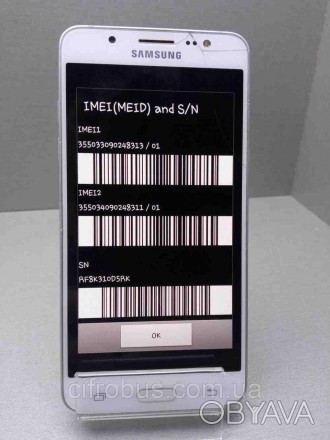 SAMSUNG
IMEI(MEID) and S/N
IMEI1
355033090248313 / 01
IMEI2
355034090248311 / 01
SN
RF8K310D5RK
OK
cifrobus.com.ua
OBYAVA